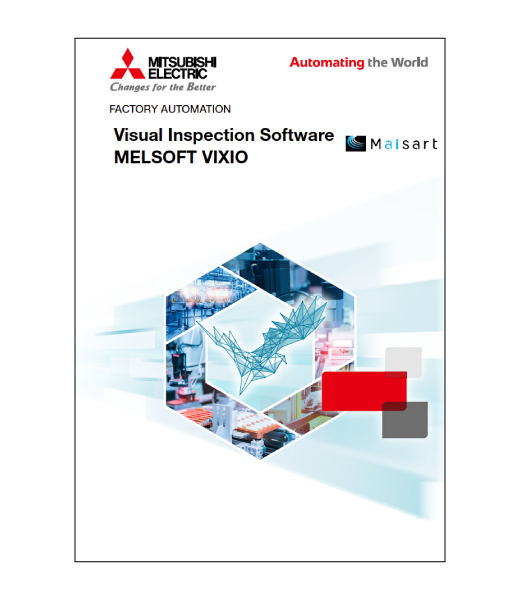 MITSUBISHI
ELECTRIC
Changes for the Better
Automating the World
FACTORY AUTOMATION
Visual Inspection Software
MELSOFT VIXIO
Maisart